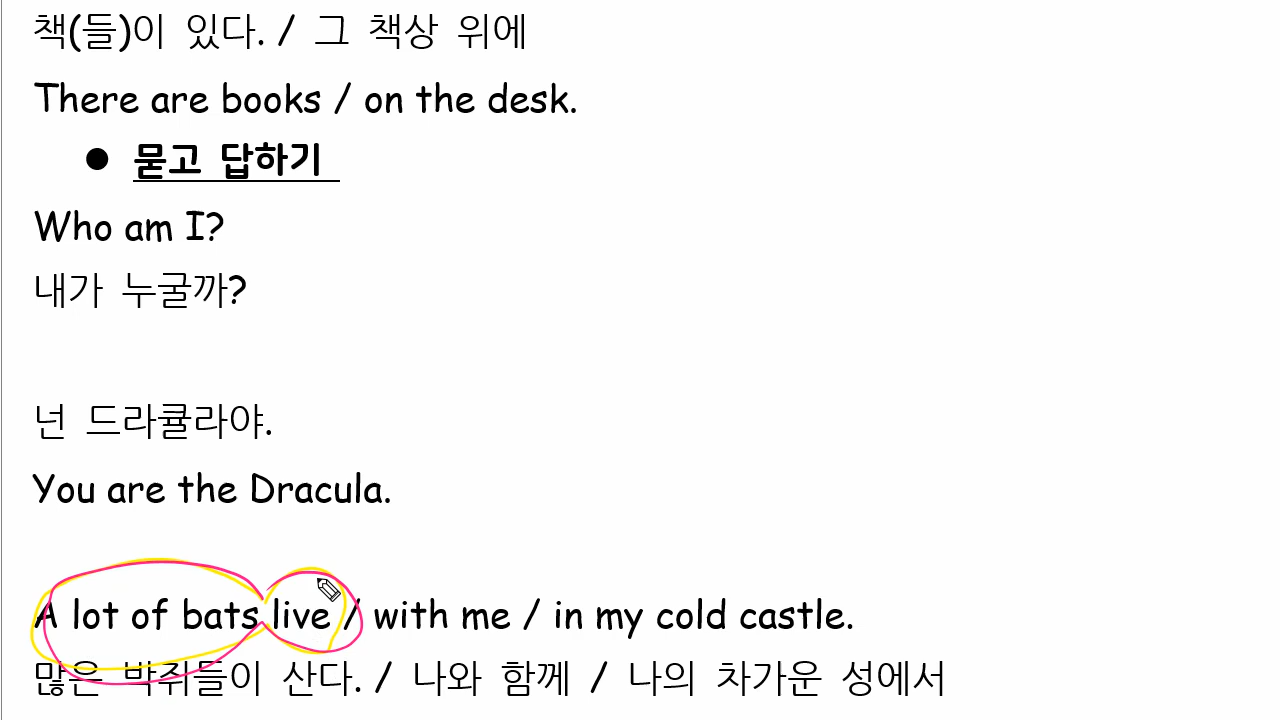 책(들)이 있다. / 그 책상 위에
There are books / on the desk.
● 묻고 답하기
Who am I?
내가 누굴까?
넌 드라큘라야.
You are the Dracula.
A lot of bats live / with me / in my cold castle.
많은 박쥐들이 산다. / 나와 함께 / 나의 차가운 성에서